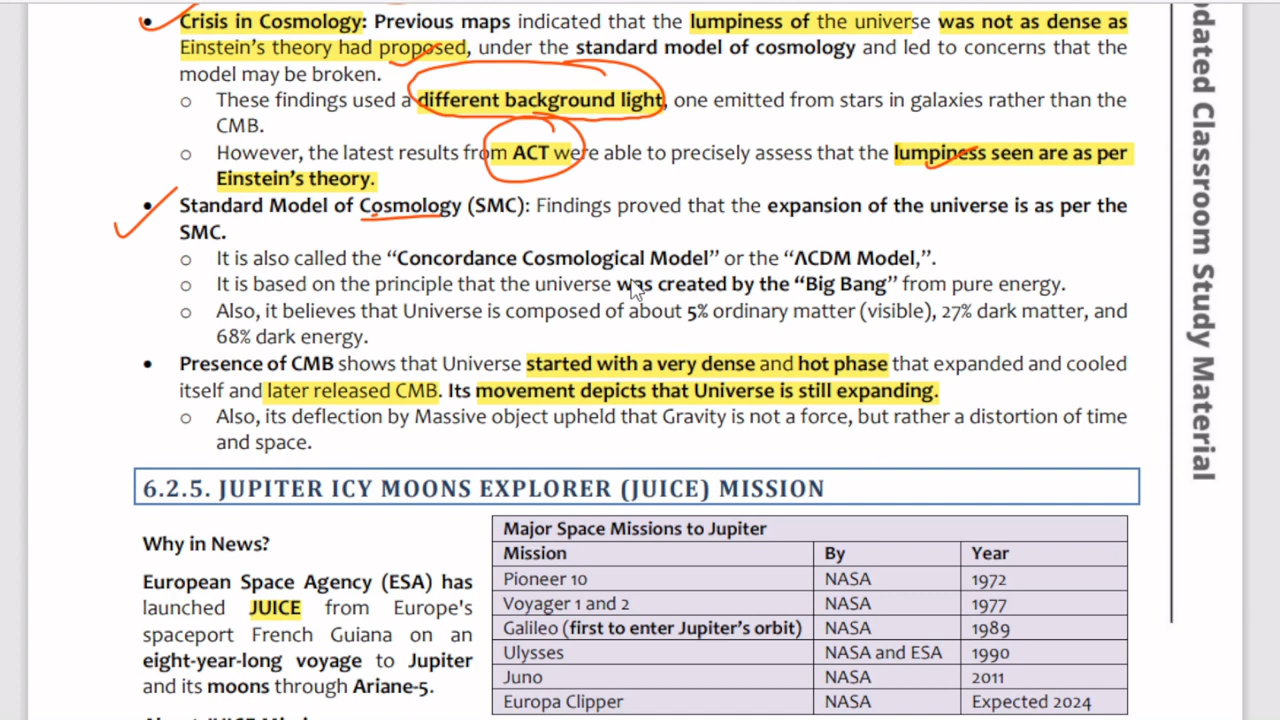 • Crisis in Cosmology: Previous maps indicated that the lumpiness of the universe was not as dense as
Einstein's theory had proposed, under the standard model of cosmology and led to concerns that the
model may be broken.
o These findings used a different background light, one emitted from stars in galaxies rather than the
CMB.
o However, the latest results from ACT were able to precisely assess that the lumpiness seen are as per
Einstein's theory.
• Standard Model of Cosmology (SMC): Findings proved that the expansion of the universe is as per the
SMC.
o It is also called the “Concordance Cosmological Model” or the “ΛCDM Model,”.
o It is based on the principle that the universe was created by the “Big Bang” from pure energy.
o Also, it believes that Universe is composed of about 5% ordinary matter (visible), 27% dark matter, and
68% dark energy.
• Presence of CMB shows that Universe started with a very dense and hot phase that expanded and cooled
itself and later released CMB. Its movement depicts that Universe is still expanding.
o Also, its deflection by Massive object upheld that Gravity is not a force, but rather a distortion of time
and space.
6.2.5. JUPITER ICY MOONS EXPLORER (JUICE) MISSION
Why in News?
European Space Agency (ESA) has
launched JUICE from Europe's
spaceport French Guiana on an
eight-year-long voyage to Jupiter
and its moons through Ariane-5.
Major Space Missions to Jupiter
Mission By Year
Pioneer 10 NASA 1972
Voyager 1 and 2 NASA 1977
Galileo (first to enter Jupiter's orbit) NASA 1989
Ulysses NASA and ESA 1990
Juno NASA 2011
Europa Clipper NASA Expected 2024
dated Classroom Study Material